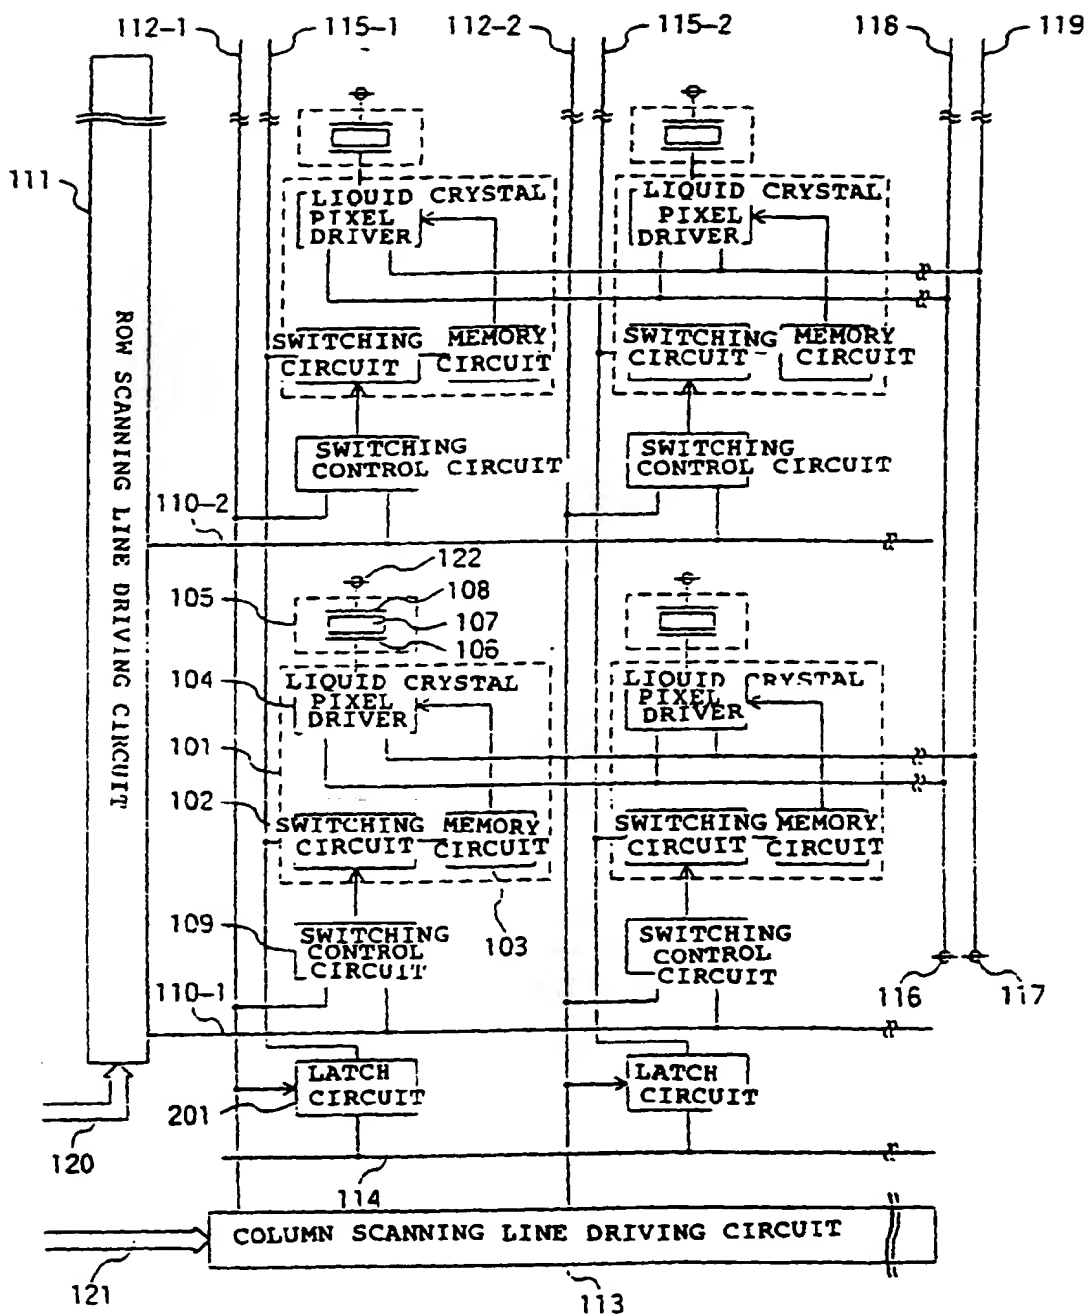 112-1 115-1 112-2 115-2 118 119
111
LIQUID CRYSTAL
PIXEL
DRIVER
LIQUID CRYSTAL
PIXEL
DRIVER
ROW SCANNING LINE DRIVING CIRCUIT
SWITCHING
CIRCUIT
MEMORY
CIRCUIT
SWITCHING
CIRCUIT
MEMORY
CIRCUIT
SWITCHING
CONTROL CIRCUIT
SWITCHING
CONTROL CIRCUIT
110-2
122
105
108
107
106
104
LIQUID CRYSTAL
PIXEL
DRIVER
LIQUID CRYSTAL
PIXEL
DRIVER
101
102
SWITCHING
CIRCUIT
MEMORY
CIRCUIT
SWITCHING
CIRCUIT
MEMORY
CIRCUIT
109
SWITCHING
CONTROL
CIRCUIT
103
SWITCHING
CONTROL
CIRCUIT
110-1
116
117
LATCH
CIRCUIT
LATCH
CIRCUIT
201
120
114
COLUMN SCANNING LINE DRIVING CIRCUIT
121
113